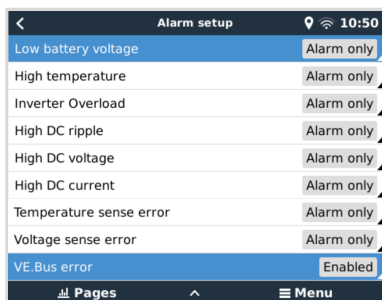 Alarm setup 10:50
Low battery voltage Alarm only
High temperature Alarm only
Inverter Overload Alarm only
High DC ripple Alarm only
High DC voltage Alarm only
High DC current Alarm only
Temperature sense error Alarm only
Voltage sense error Alarm only
VE.Bus error Enabled
Pages Menu